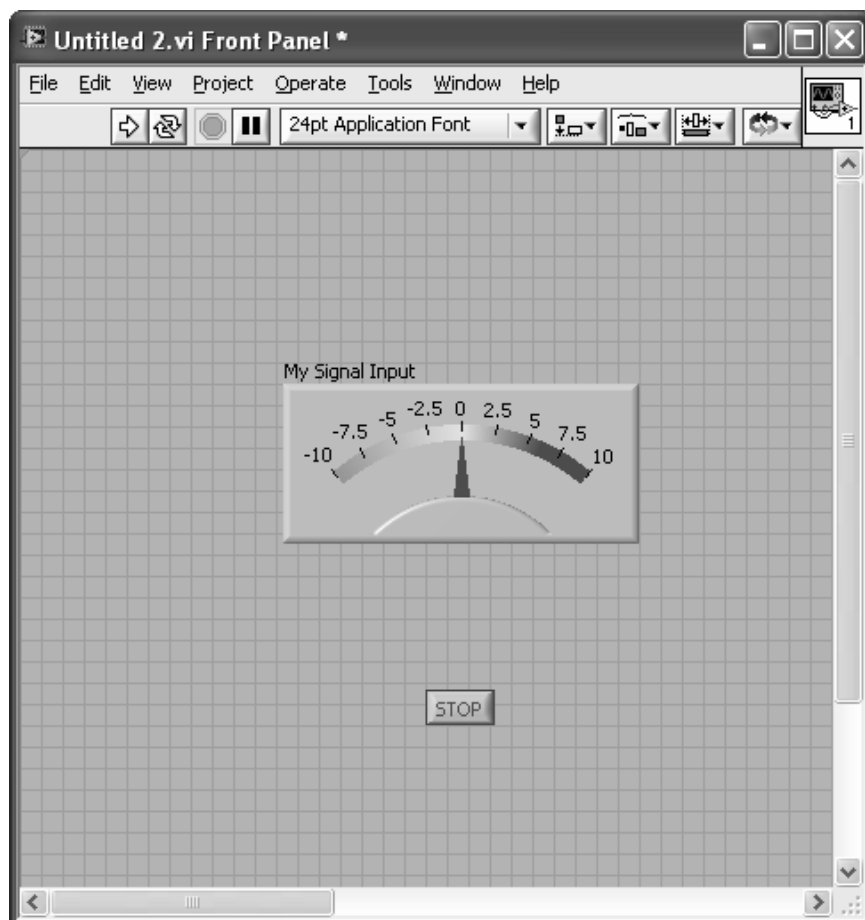 Untitled 2.vi Front Panel *
File Edit View Project Operate Tools Window Help
24pt Application Font
1
My Signal Input
-10 -7.5 -5 -2.5 0 2.5 5 7.5 10
STOP